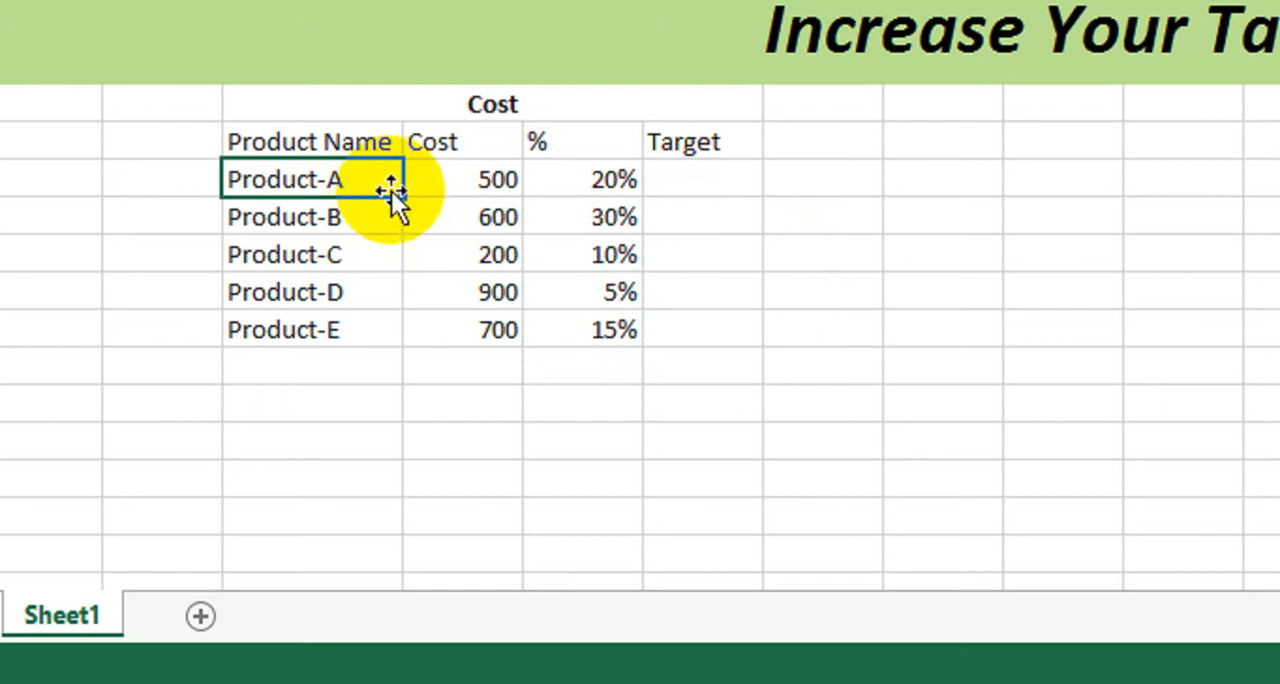 Increase Your Ta
Cost
Product Name Cost % Target
Product-A 500 20%
Product-B 600 30%
Product-C 200 10%
Product-D 900 5%
Product-E 700 15%
Sheet1